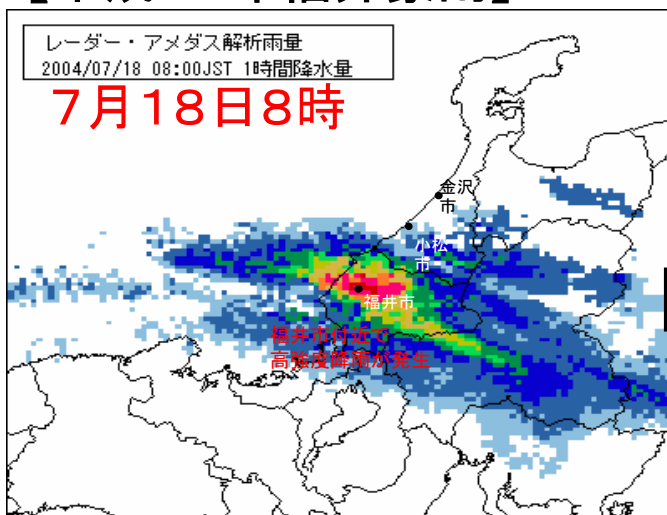 レーダー・アメダス解析雨量
2004/07/18 08:00JST 1時間降水量
7月18日8時
金沢
市
小松
市
福井市
福井市付近で
高強度降雨が発生